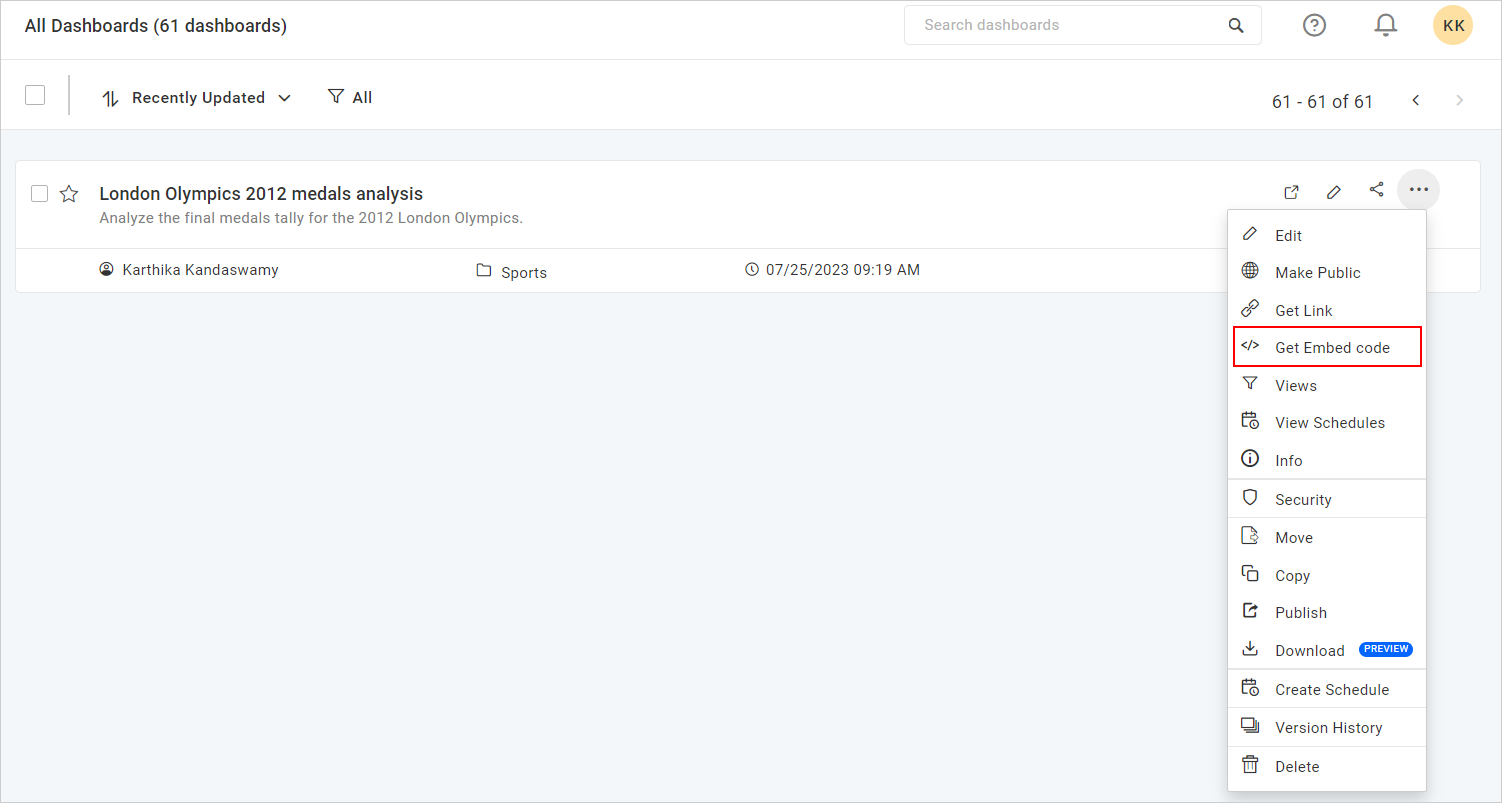 All Dashboards (61 dashboards)
Search dashboards
KK
Recently Updated
All
61 - 61 of 61
London Olympics 2012 medals analysis
Analyze the final medals tally for the 2012 London Olympics.
Karthika Kandaswamy
Sports
07/25/2023 09:19 AM
Edit
Make Public
Get Link
Get Embed code
Views
View Schedules
Info
Security
Move
Copy
Publish
Download PREVIEW
Create Schedule
Version History
Delete